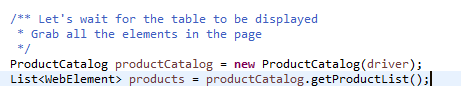 /** Let's wait for the table to be displayed
* Grab all the elements in the page
*/
ProductCatalog productCatalog = new ProductCatalog(driver);
List<WebElement> products = productCatalog.getProductList();